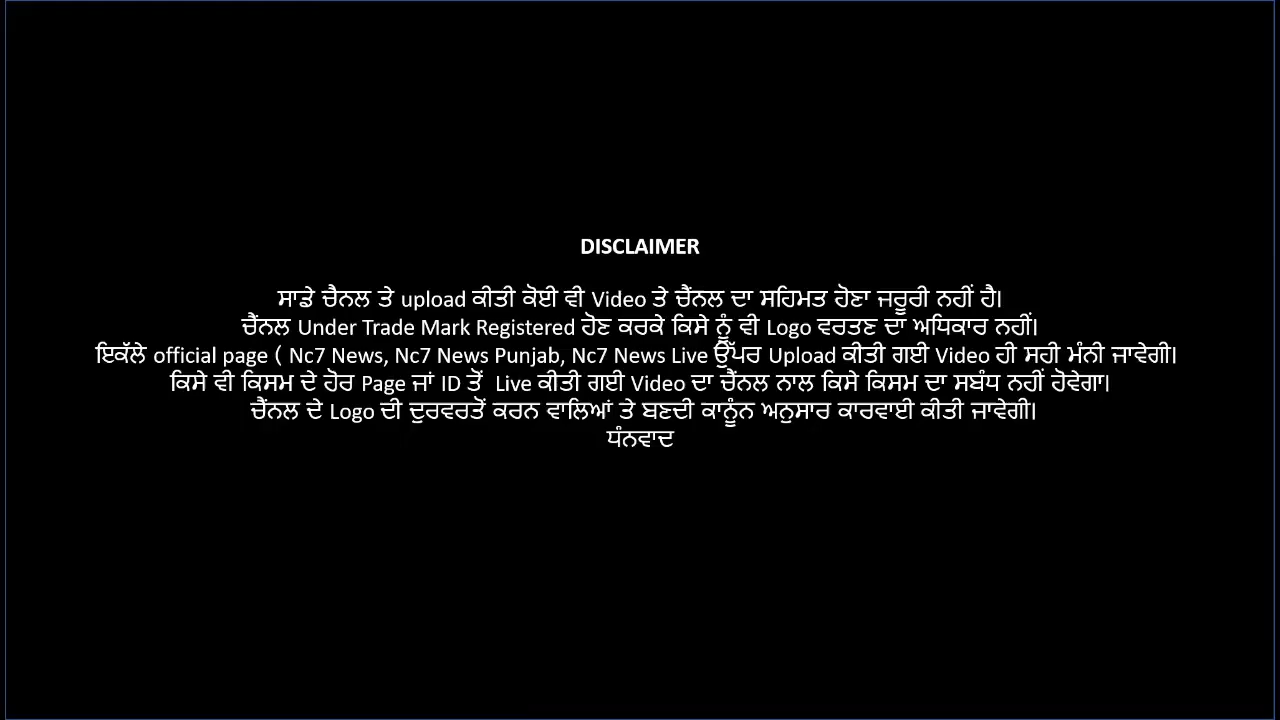 DISCLAIMER
ਸਾਡੇ ਚੈਨਲ ਤੇ upload ਕੀਤੀ ਕੋਈ ਵੀ Video ਤੇ ਚੈਂਨਲ ਦਾ ਸਹਿਮਤ ਹੋਣਾ ਜਰੂਰੀ ਨਹੀਂ ਹੈ।
ਚੈਂਨਲ Under Trade Mark Registered ਹੋਣ ਕਰਕੇ ਕਿਸੇ ਨੂੰ ਵੀ Logo ਵਰਤਣ ਦਾ ਅਧਿਕਾਰ ਨਹੀਂ।
ਇਕੱਲੇ official page ( Nc7 News, Nc7 News Punjab, Nc7 News Live ਉੱਪਰ Upload ਕੀਤੀ ਗਈ Video ਹੀ ਸਹੀ ਮੰਨੀ ਜਾਵੇਗੀ।
ਕਿਸੇ ਵੀ ਕਿਸਮ ਦੇ ਹੋਰ Page ਜਾਂ ID ਤੋਂ Live ਕੀਤੀ ਗਈ Video ਦਾ ਚੈਂਨਲ ਨਾਲ ਕਿਸੇ ਕਿਸਮ ਦਾ ਸਬੰਧ ਨਹੀਂ ਹੋਵੇਗਾ।
ਚੈਂਨਲ ਦੇ Logo ਦੀ ਦੁਰਵਰਤੋਂ ਕਰਨ ਵਾਲਿਆਂ ਤੇ ਬਣਦੀ ਕਾਨੂੰਨ ਅਨੁਸਾਰ ਕਾਰਵਾਈ ਕੀਤੀ ਜਾਵੇਗੀ।
ਧੰਨਵਾਦ